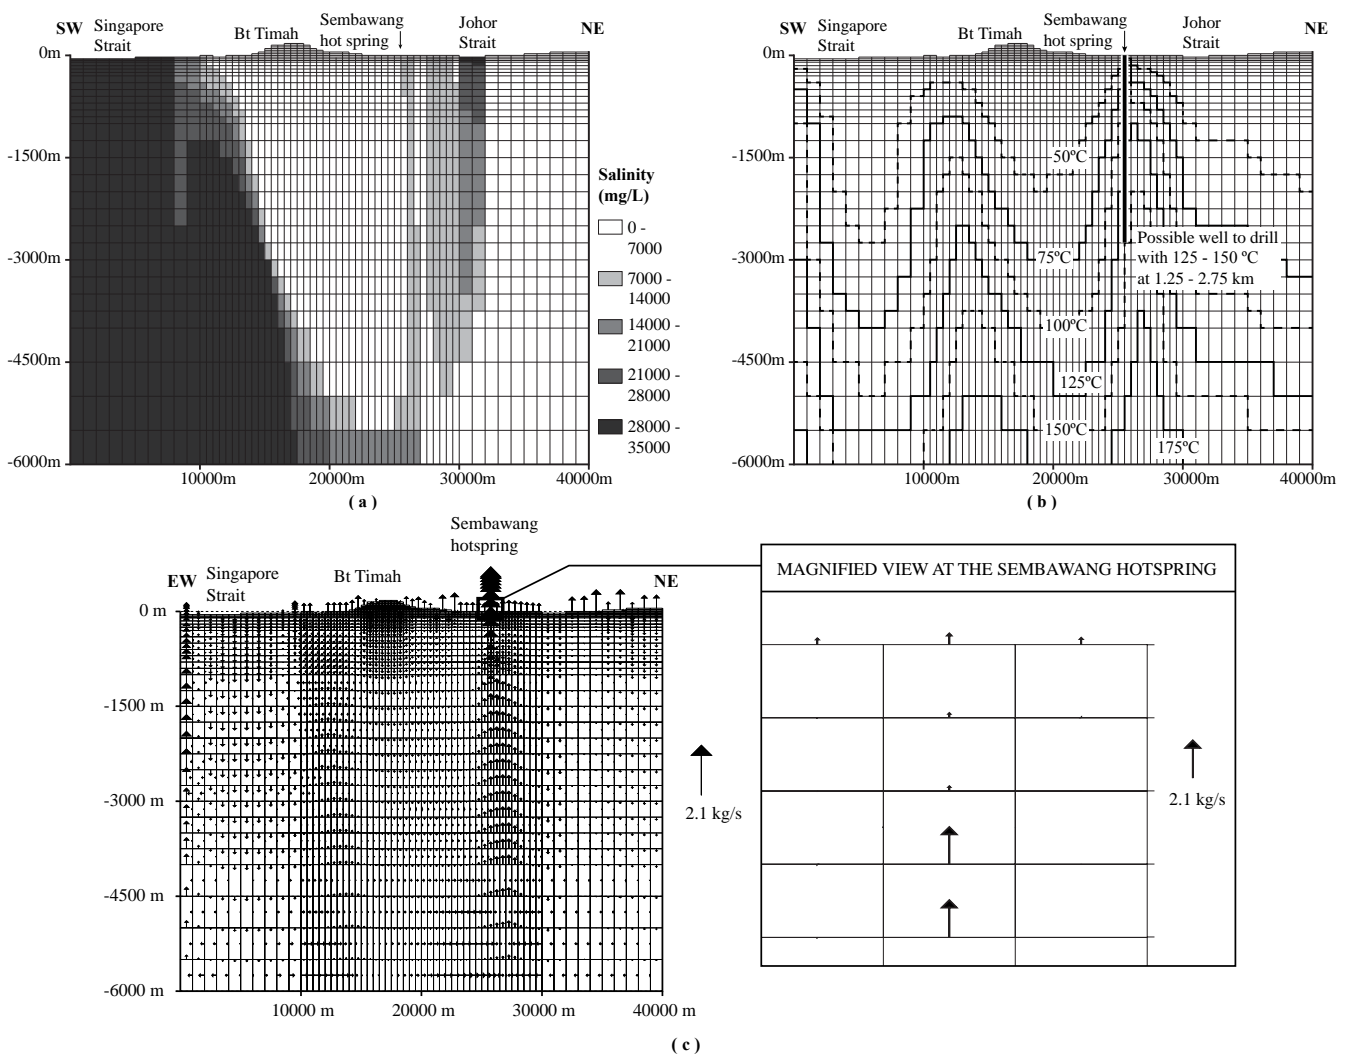 SW
Singapore
Strait
Bt Timah
Sembawang
hot spring
Johor
Strait
NE
0m
-1500m
-3000m
-4500m
-6000m
10000m
20000m
30000m
40000m
Salinity
(mg/L)
0 -
7000
7000 -
14000
14000 -
21000
21000 -
28000
28000 -
35000
( a )
SW
Singapore
Strait
Bt Timah
Sembawang
hot spring
Johor
Strait
NE
0m
-1500m
-3000m
-4500m
-6000m
50ºC
75ºC
100ºC
125ºC
150ºC
175ºC
Possible well to drill
with 125 - 150 ºC
at 1.25 - 2.75 km
10000m
20000m
30000m
40000m
( b )
Sembawang
hotspring
EW
Singapore
Strait
Bt Timah
NE
0 m
-1500 m
-3000 m
-4500 m
-6000 m
10000 m
20000 m
30000 m
40000 m
2.1 kg/s
MAGNIFIED VIEW AT THE SEMBAWANG HOTSPRING
2.1 kg/s
( c )